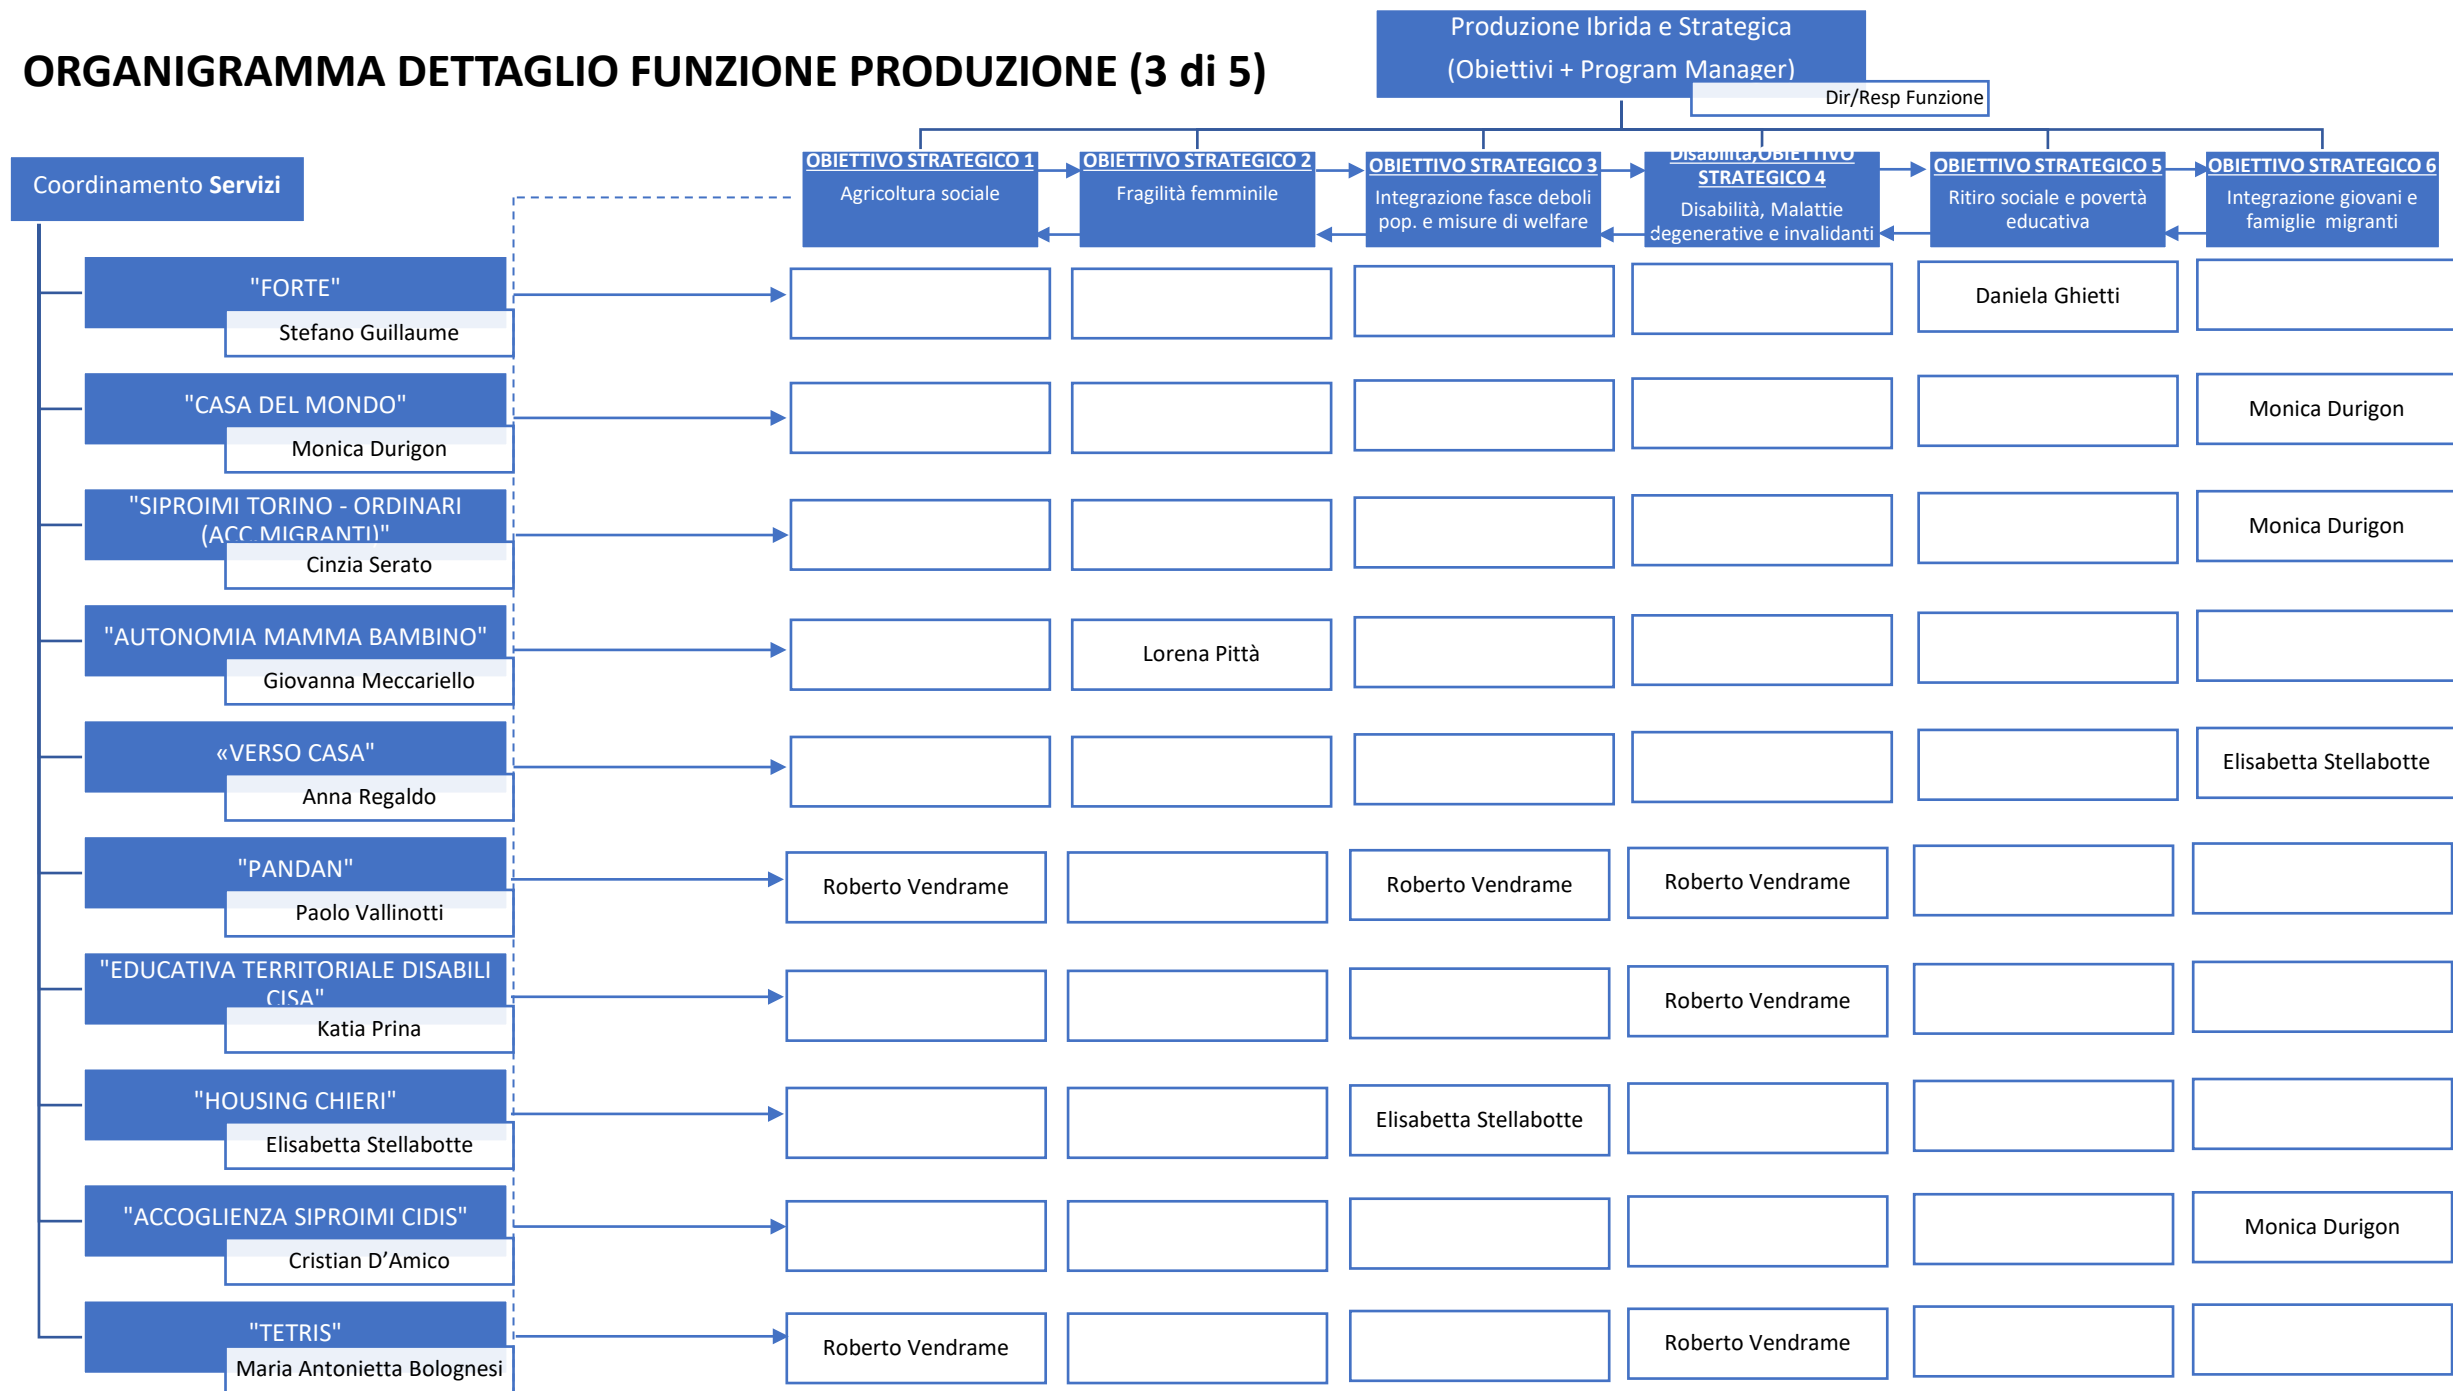 Produzione Ibrida e Strategica
(Obiettivi + Program Manager)
Dir/Resp Funzione
ORGANIGRAMMA DETTAGLIO FUNZIONE PRODUZIONE (3 di 5)
Coordinamento Servizi
OBIETTIVO STRATEGICO 1
Agricoltura sociale
OBIETTIVO STRATEGICO 2
Fragilità femminile
OBIETTIVO STRATEGICO 3
Integrazione fasce deboli
pop. e misure di welfare
Disabilità,OBIETTIVO
STRATEGICO 4
Disabilità, Malattie
degenerative e invalidanti
OBIETTIVO STRATEGICO 5
Ritiro sociale e povertà
educativa
OBIETTIVO STRATEGICO 6
Integrazione giovani e
famiglie migranti
"FORTE"
Stefano Guillaume
Daniela Ghietti
"CASA DEL MONDO"
Monica Durigon
Monica Durigon
"SIPROIMI TORINO - ORDINARI
(ACC.MIGRANTI)"
Cinzia Serato
Monica Durigon
"AUTONOMIA MAMMA BAMBINO"
Giovanna Meccariello
Lorena Pittà
«VERSO CASA"
Anna Regaldo
Elisabetta Stellabotte
"PANDAN"
Paolo Vallinotti
Roberto Vendrame
Roberto Vendrame
Roberto Vendrame
"EDUCATIVA TERRITORIALE DISABILI
CISA"
Katia Prina
Roberto Vendrame
"HOUSING CHIERI"
Elisabetta Stellabotte
Elisabetta Stellabotte
"ACCOGLIENZA SIPROIMI CIDIS"
Cristian D’Amico
Monica Durigon
"TETRIS"
Maria Antonietta Bolognesi
Roberto Vendrame
Roberto Vendrame